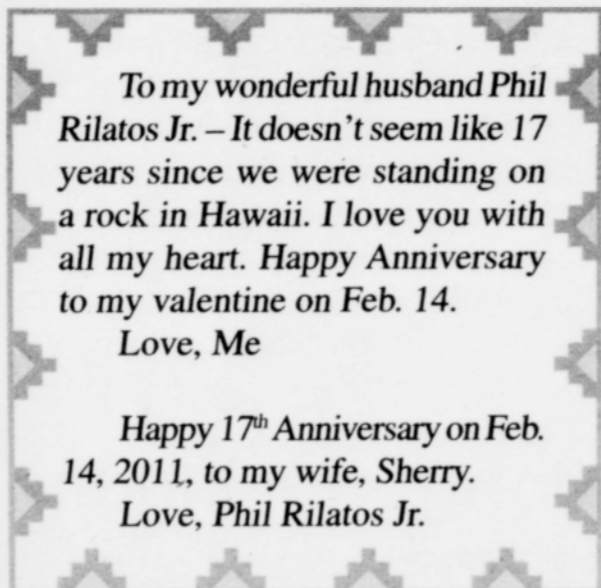 To my wonderful husband Phil
Rilatos Jr. – It doesn't seem like 17
years since we were standing on
a rock in Hawaii. I love you with
all my heart. Happy Anniversary
to my valentine on Feb. 14.
Love, Me
Happy 17th Anniversary on Feb.
14, 2011, to my wife, Sherry.
Love, Phil Rilatos Jr.